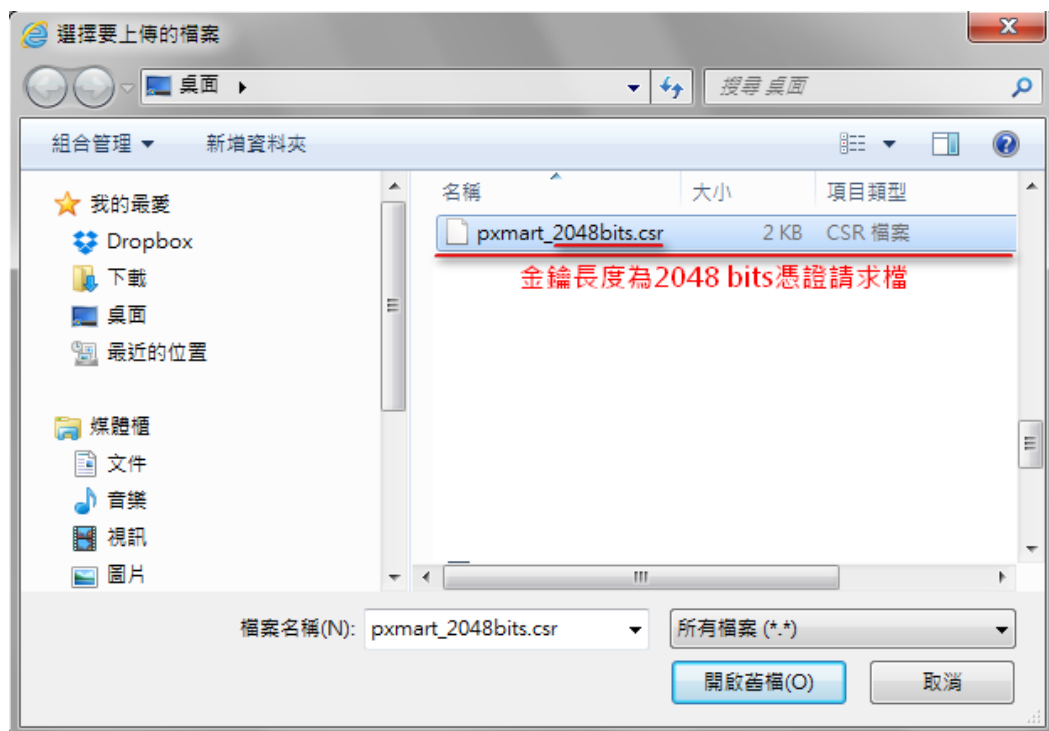 選擇要上傳的檔案
桌面
搜尋 桌面
組合管理
新增資料夾
我的最愛
Dropbox
下載
桌面
最近的位置
媒體櫃
文件
音樂
視訊
圖片
名稱 大小 項目類型
pxmart_2048bits.csr 2 KB CSR 檔案
金鑰長度為2048 bits憑證請求檔
檔案名稱(N): pxmart_2048bits.csr 所有檔案 (*.*)
開啟舊檔(O) 取消